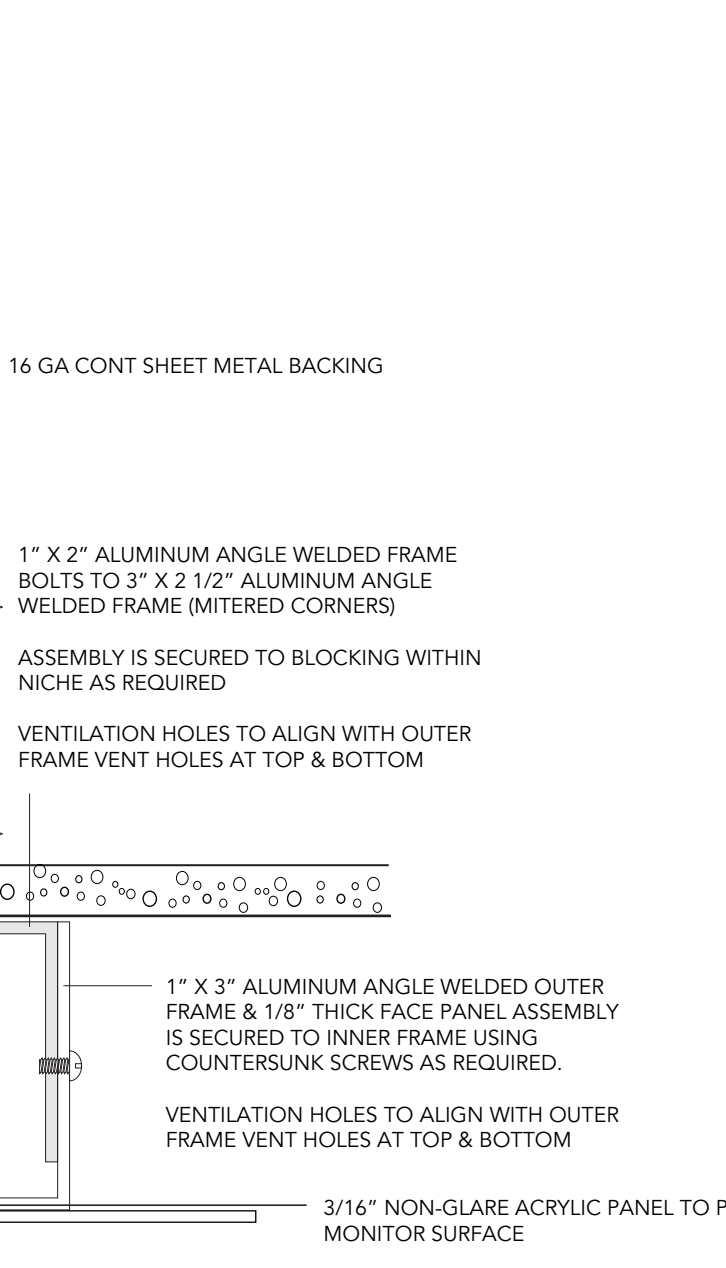 16 GA CONT SHEET METAL BACKING
1” X 2” ALUMINUM ANGLE WELDED FRAME
BOLTS TO 3” X 2 1/2” ALUMINUM ANGLE
WELDED FRAME (MITERED CORNERS)
ASSEMBLY IS SECURED TO BLOCKING WITHIN
NICHE AS REQUIRED
VENTILATION HOLES TO ALIGN WITH OUTER
FRAME VENT HOLES AT TOP & BOTTOM
1” X 3” ALUMINUM ANGLE WELDED OUTER
FRAME & 1/8” THICK FACE PANEL ASSEMBLY
IS SECURED TO INNER FRAME USING
COUNTERSUNK SCREWS AS REQUIRED.
VENTILATION HOLES TO ALIGN WITH OUTER
FRAME VENT HOLES AT TOP & BOTTOM
3/16” NON-GLARE ACRYLIC PANEL TO
MONITOR SURFACE